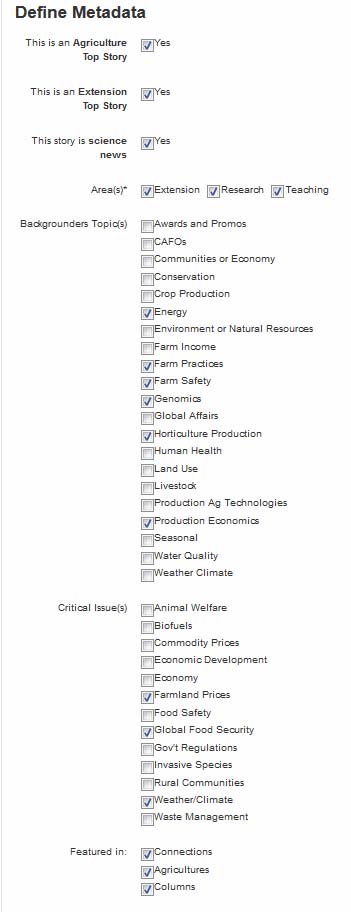 Define Metadata
This is an Agriculture Yes
Top Story
This is an Extension Yes
Top Story
This story is science Yes
news
Area(s)* Extension Research Teaching
Backgrounders Topic(s) Awards and Promos
CAFOs
Communities or Economy
Conservation
Crop Production
Energy
Environment or Natural Resources
Farm Income
Farm Practices
Farm Safety
Genomics
Global Affairs
Horticulture Production
Human Health
Land Use
Livestock
Production Ag Technologies
Production Economics
Seasonal
Water Quality
Weather Climate
Critical Issue(s) Animal Welfare
Biofuels
Commodity Prices
Economic Development
Economy
Farmland Prices
Food Safety
Global Food Security
Gov't Regulations
Invasive Species
Rural Communities
Weather/Climate
Waste Management
Featured in: Connections
Agricultures
Columns